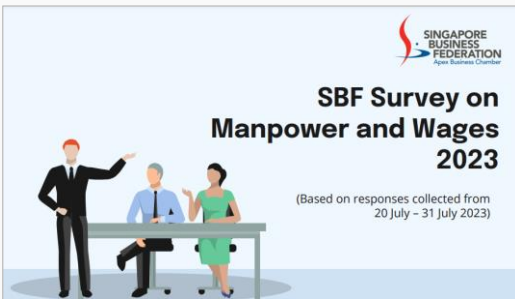 SINGAPORE
BUSINESS
FEDERATION
Apex Business Chamber
SBF Survey on
Manpower and Wages
2023
(Based on responses collected from
20 July – 31 July 2023)